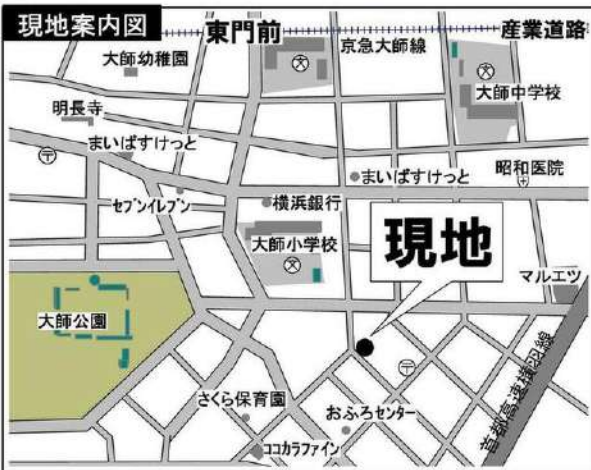 現地案内図
東門前
産業道路
京急大師線
大師幼稚園
大師中学校
明長寺
まいばすけっと
まいばすけっと
昭和医院
セブンイレブン
横浜銀行
大師小学校
現地
マルエツ
大師公園
首都高速横羽線
さくら保育園
おふろセンター
ココカラファイン